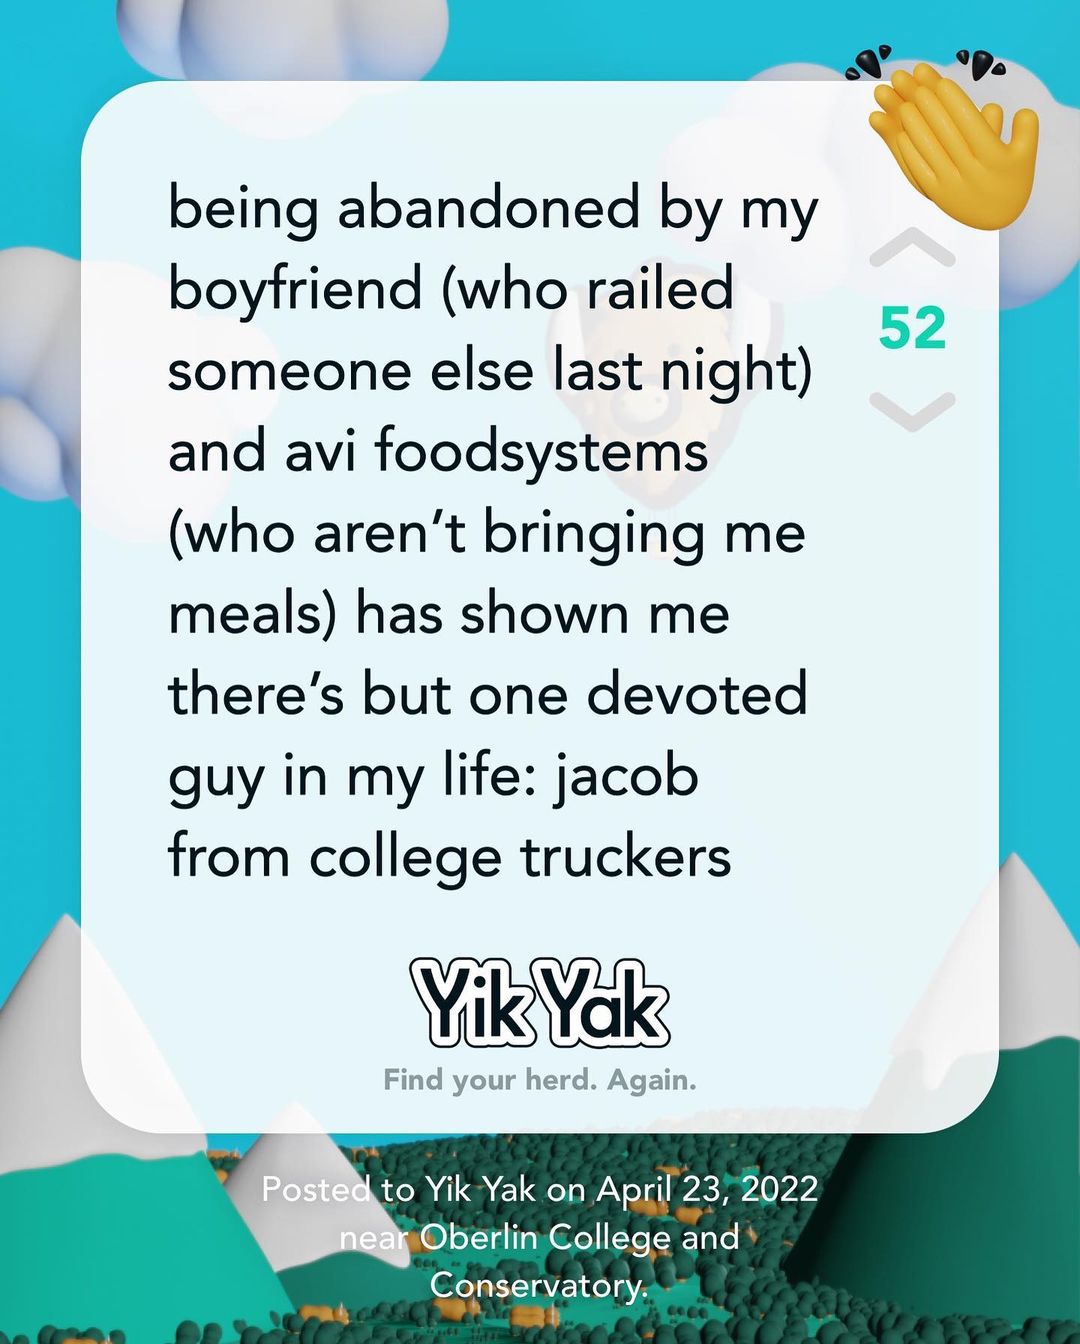 being abandoned by my
boyfriend (who railed
someone else last night)
and avi foodsystems
(who aren’t bringing me
meals) has shown me
there’s but one devoted
guy in my life: jacob
from college truckers
52
Yik Yak
Find your herd. Again.
Posted to Yik Yak on April 23, 2022
near Oberlin College and
Conservatory.